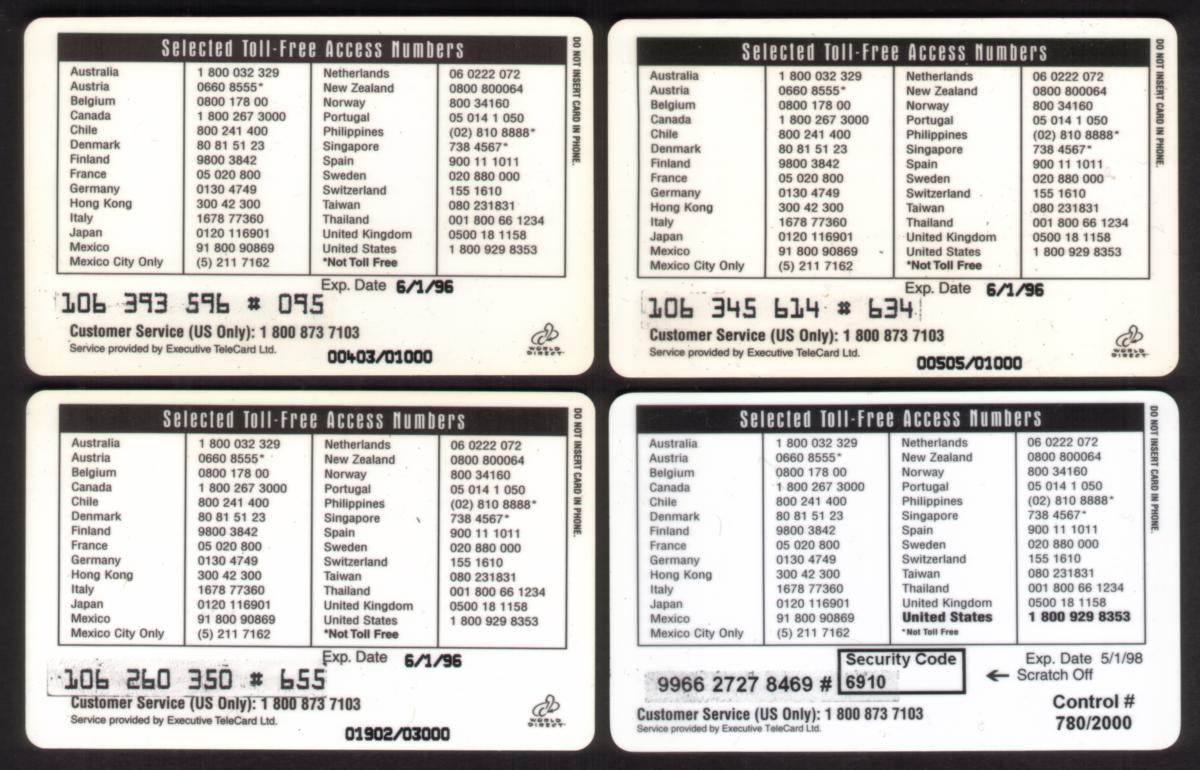 Selected Toll-Free Access Numbers
Australia 1 800 032 329 Netherlands 06 0222 072
Austria 0660 8555* New Zealand 0800 800064
Belgium 0800 178 00 Norway 800 34160
Canada 1 800 267 3000 Portugal 05 014 1 050
Chile 800 241 400 Philippines (02) 810 8888*
Denmark 80 81 51 23 Singapore 738 4567*
Finland 9800 3842 Spain 900 11 1011
France 05 020 800 Sweden 020 880 000
Germany 0130 4749 Switzerland 155 1610
Hong Kong 300 42 300 Taiwan 080 231831
Italy 1678 77360 Thailand 001 800 66 1234
Japan 0120 116901 United Kingdom 0500 18 1158
Mexico 91 800 90869 United States 1 800 929 8353
Mexico City Only (5) 211 7162 *Not Toll Free
DO NOT INSERT CARD IN PHONE.
Exp. Date 6/1/96
106 393 596 # 095
Customer Service (US Only): 1 800 873 7103
Service provided by Executive TeleCard Ltd.
00403/01000
WORLD
DIRECT
Selected Toll-Free Access Numbers
Australia 1 800 032 329 Netherlands 06 0222 072
Austria 0660 8555* New Zealand 0800 800064
Belgium 0800 178 00 Norway 800 34160
Canada 1 800 267 3000 Portugal 05 014 1 050
Chile 800 241 400 Philippines (02) 810 8888*
Denmark 80 81 51 23 Singapore 738 4567*
Finland 9800 3842 Spain 900 11 1011
France 05 020 800 Sweden 020 880 000
Germany 0130 4749 Switzerland 155 1610
Hong Kong 300 42 300 Taiwan 080 231831
Italy 1678 77360 Thailand 001 800 66 1234
Japan 0120 116901 United Kingdom 0500 18 1158
Mexico 91 800 90869 United States 1 800 929 8353
Mexico City Only (5) 211 7162 *Not Toll Free
DO NOT INSERT CARD IN PHONE.
Exp. Date 6/1/96
106 345 614 # 634
Customer Service (US Only): 1 800 873 7103
Service provided by Executive TeleCard Ltd.
00505/01000
WORLD
DIRECT
Selected Toll-Free Access Numbers
Australia 1 800 032 329 Netherlands 06 0222 072
Austria 0660 8555* New Zealand 0800 800064
Belgium 0800 178 00 Norway 800 34160
Canada 1 800 267 3000 Portugal 05 014 1 050
Chile 800 241 400 Philippines (02) 810 8888*
Denmark 80 81 51 23 Singapore 738 4567*
Finland 9800 3842 Spain 900 11 1011
France 05 020 800 Sweden 020 880 000
Germany 0130 4749 Switzerland 155 1610
Hong Kong 300 42 300 Taiwan 080 231831
Italy 1678 77360 Thailand 001 800 66 1234
Japan 0120 116901 United Kingdom 0500 18 1158
Mexico 91 800 90869 United States 1 800 929 8353
Mexico City Only (5) 211 7162 *Not Toll Free
DO NOT INSERT CARD IN PHONE.
Exp. Date 6/1/96
106 260 350 # 655
Customer Service (US Only): 1 800 873 7103
Service provided by Executive TeleCard Ltd.
01902/03000
WORLD
DIRECT
Selected Toll-Free Access Numbers
Australia 1 800 032 329 Netherlands 06 0222 072
Austria 0660 8555* New Zealand 0800 800064
Belgium 0800 178 00 Norway 800 34160
Canada 1 800 267 3000 Portugal 05 014 1 050
Chile 800 241 400 Philippines (02) 810 8888*
Denmark 80 81 51 23 Singapore 738 4567*
Finland 9800 3842 Spain 900 11 1011
France 05 020 800 Sweden 020 880 000
Germany 0130 4749 Switzerland 155 1610
Hong Kong 300 42 300 Taiwan 080 231831
Italy 1678 77360 Thailand 001 800 66 1234
Japan 0120 116901 United Kingdom 0500 18 1158
Mexico 91 800 90869 United States 1 800 929 8353
Mexico City Only (5) 211 7162 *Not Toll Free
DO NOT INSERT CARD IN PHONE.
Security Code
Exp. Date 5/1/98
9966 2727 8469 # 6910
← Scratch Off
Customer Service (US Only): 1 800 873 7103
Service provided by Executive TeleCard Ltd.
Control #
780/2000